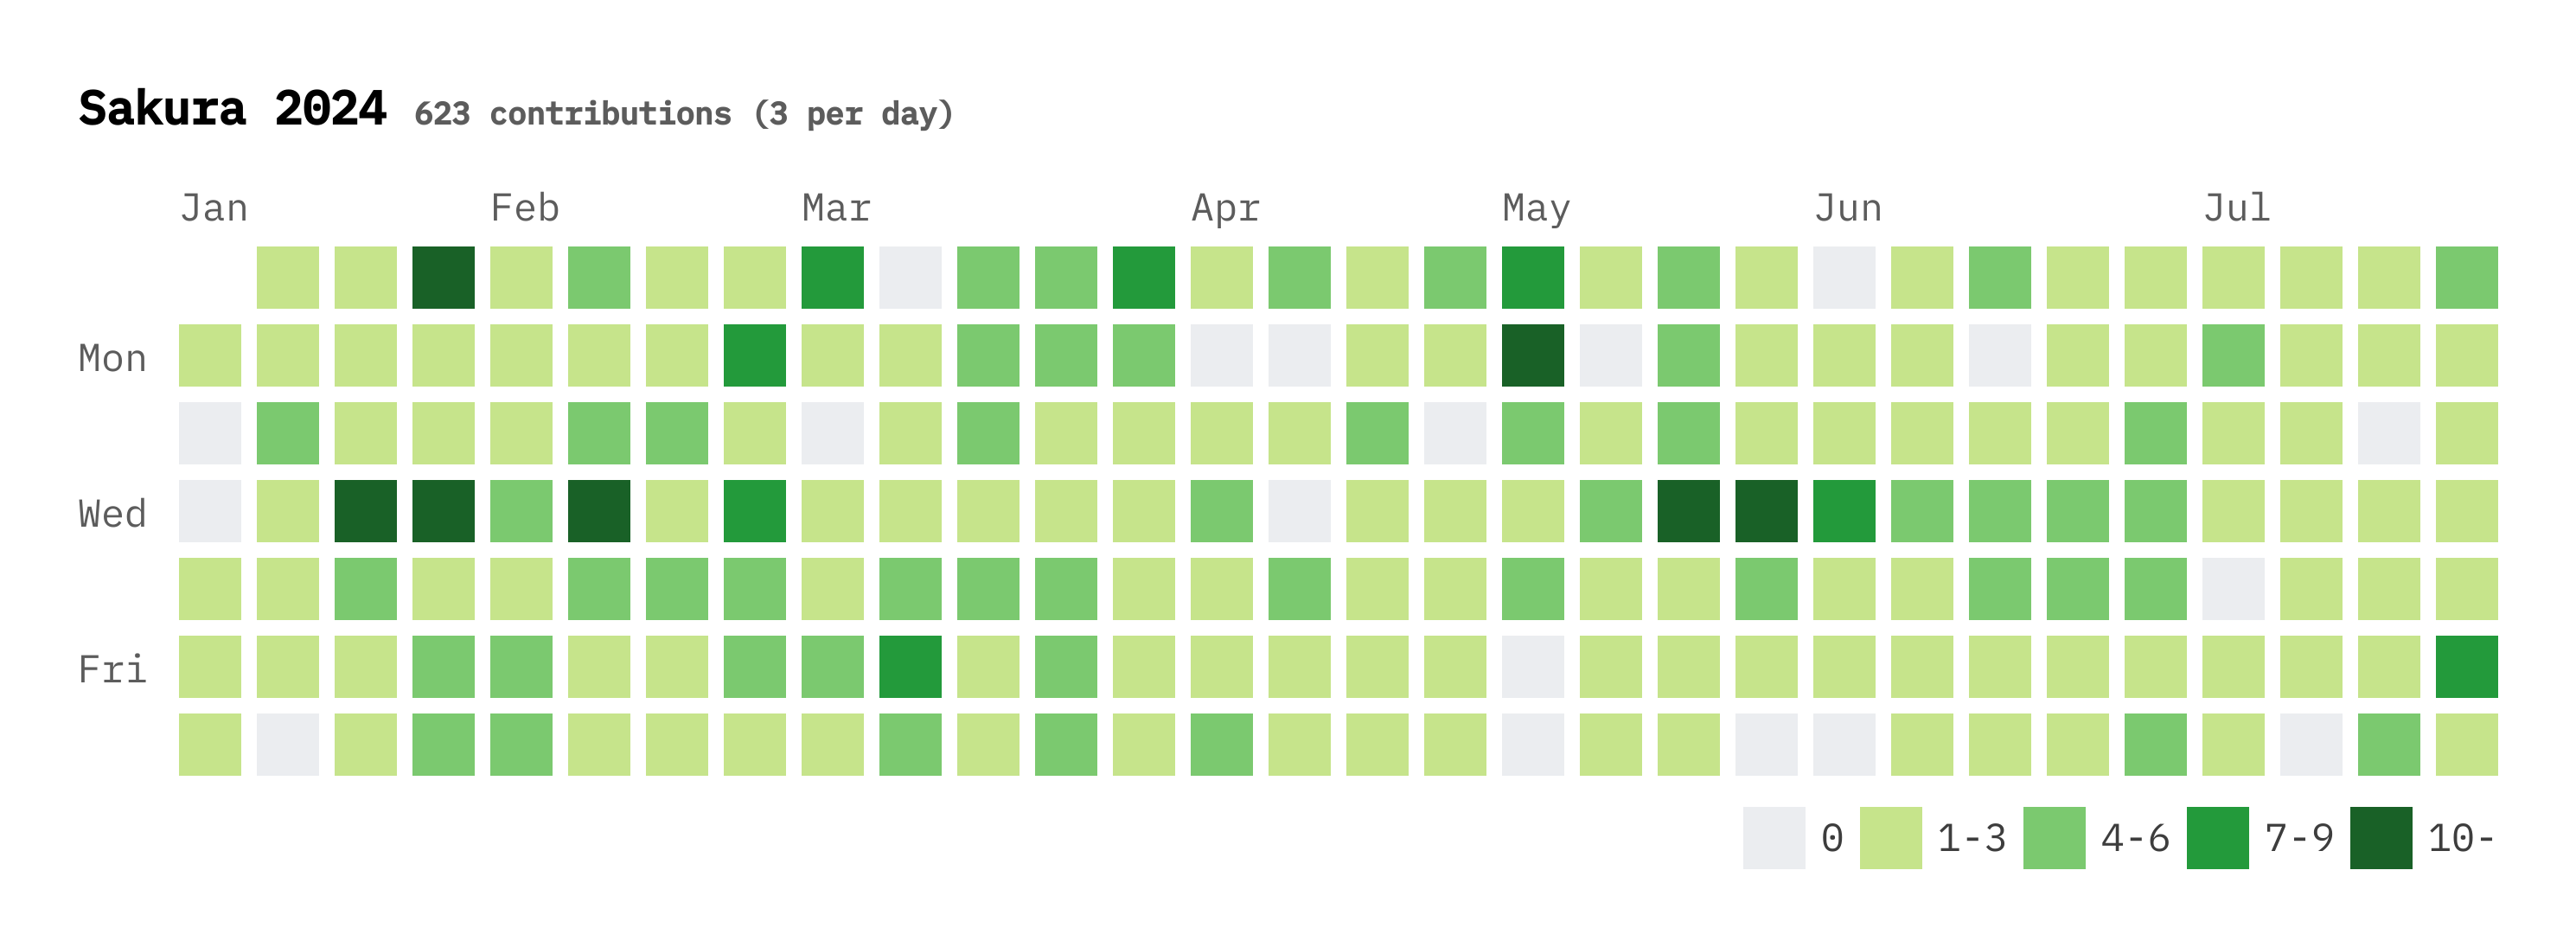 Sakura 2024 623 contributions (3 per day)
Jan Feb Mar Apr May Jun Jul
Mon
Wed
Fri
0 1-3 4-6 7-9 10-